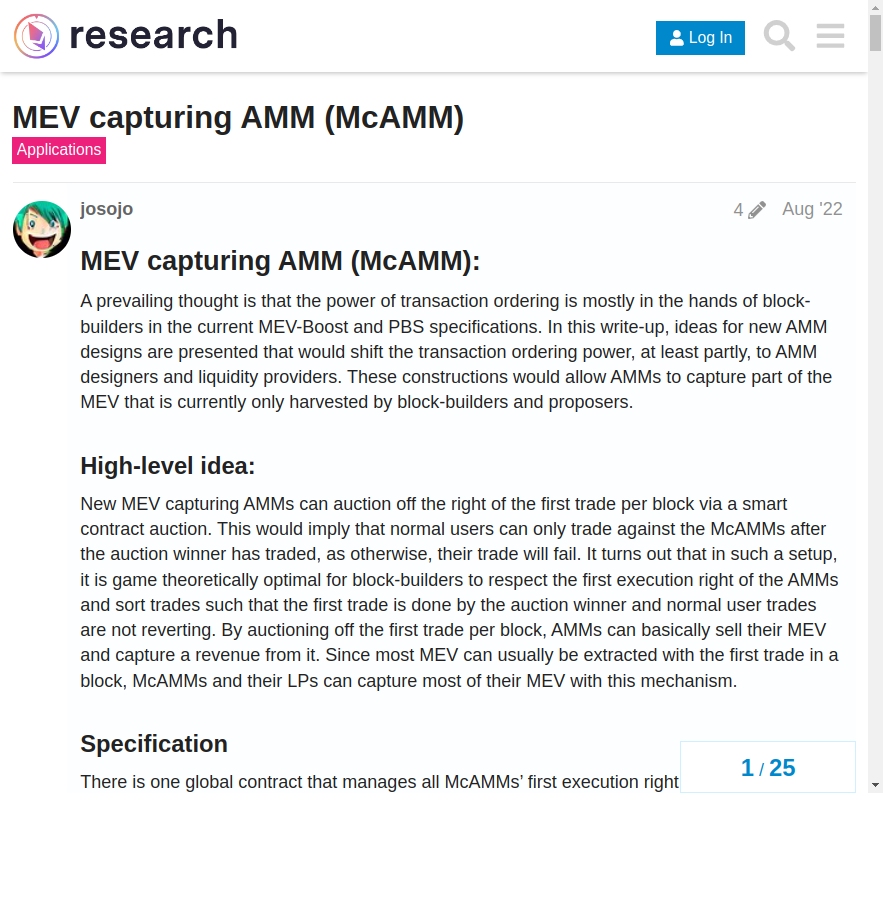 research
Log In
MEV capturing AMM (McAMM)
Applications
josojo
4
Aug '22
MEV capturing AMM (McAMM):
A prevailing thought is that the power of transaction ordering is mostly in the hands of block-
builders in the current MEV-Boost and PBS specifications. In this write-up, ideas for new AMM
designs are presented that would shift the transaction ordering power, at least partly, to AMM
designers and liquidity providers. These constructions would allow AMMs to capture part of the
MEV that is currently only harvested by block-builders and proposers.
High-level idea:
New MEV capturing AMMs can auction off the right of the first trade per block via a smart
contract auction. This would imply that normal users can only trade against the McAMMs after
the auction winner has traded, as otherwise, their trade will fail. It turns out that in such a setup,
it is game theoretically optimal for block-builders to respect the first execution right of the AMMs
and sort trades such that the first trade is done by the auction winner and normal user trades
are not reverting. By auctioning off the first trade per block, AMMs can basically sell their MEV
and capture a revenue from it. Since most MEV can usually be extracted with the first trade in a
block, McAMMs and their LPs can capture most of their MEV with this mechanism.
Specification
There is one global contract that manages all McAMMs’ first execution right
1 / 25